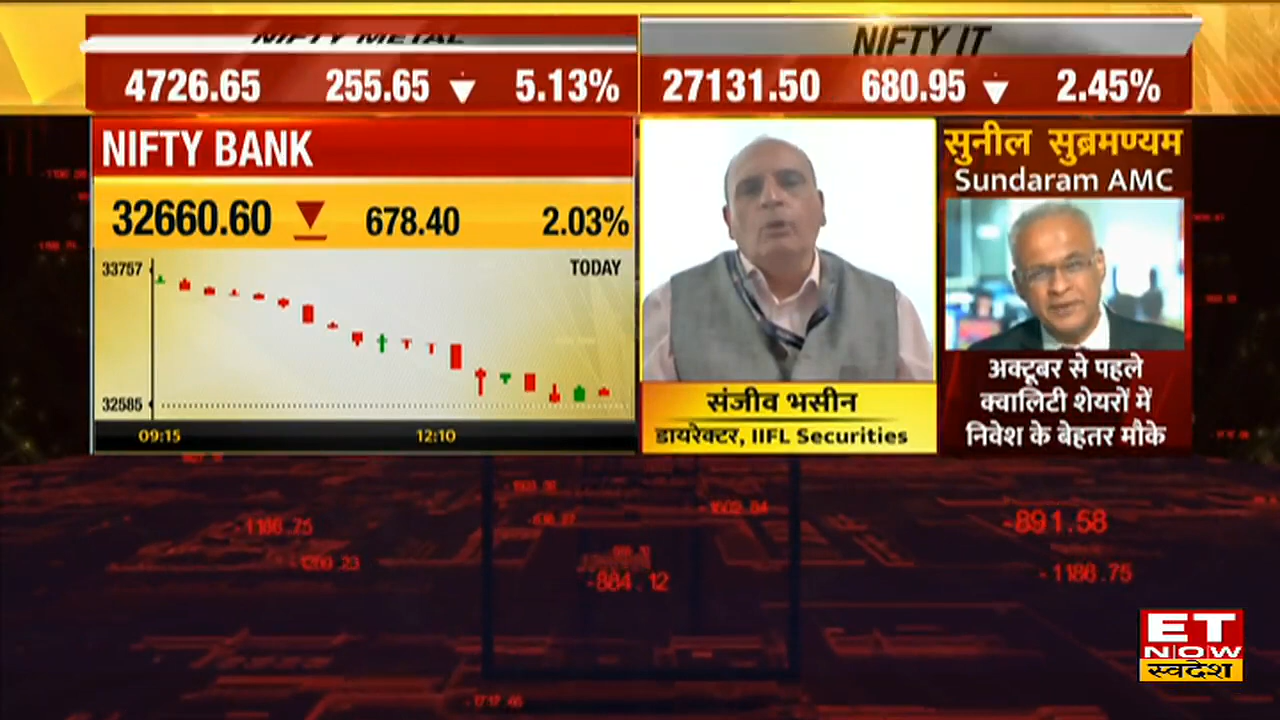 NIFTY METAL
4726.65 255.65 5.13%
NIFTY IT
27131.50 680.95 2.45%
NIFTY BANK
32660.60 678.40 2.03%
33757
TODAY
32585
09:15 12:10
संजीव भसीन
डायरेक्टर, IIFL Securities
सुनील सुब्रमण्यम
Sundaram AMC
अक्टूबर से पहले
क्वालिटी शेयरों में
निवेश के बेहतर मौके
-1186.75
-884.12
-891.58
-1186.75
ET
NOW
स्वदेश